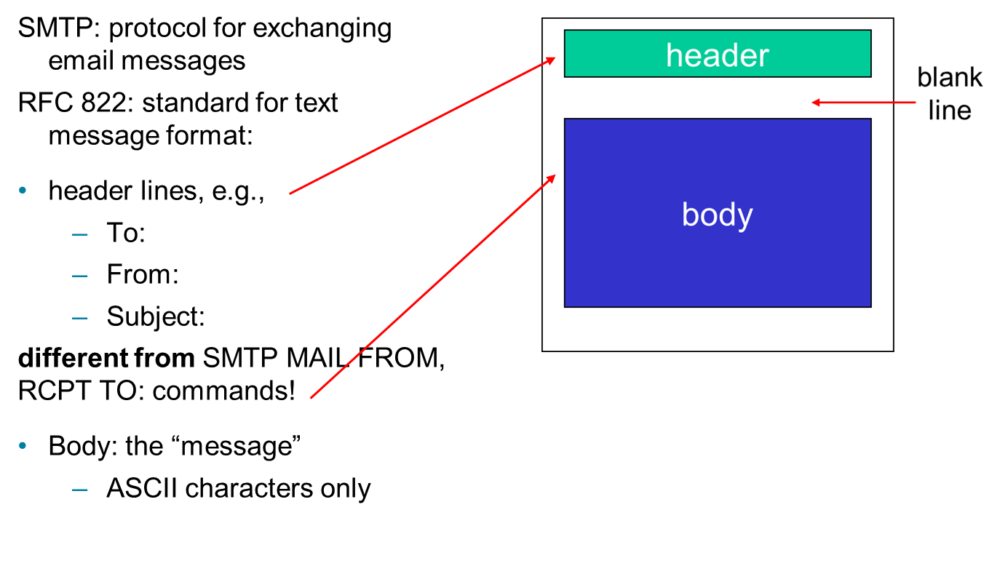 SMTP: protocol for exchanging
email messages
RFC 822: standard for text
message format:
• header lines, e.g.,
– To:
– From:
– Subject:
different from SMTP MAIL FROM,
RCPT TO: commands!
• Body: the “message”
– ASCII characters only
header
blank
line
body